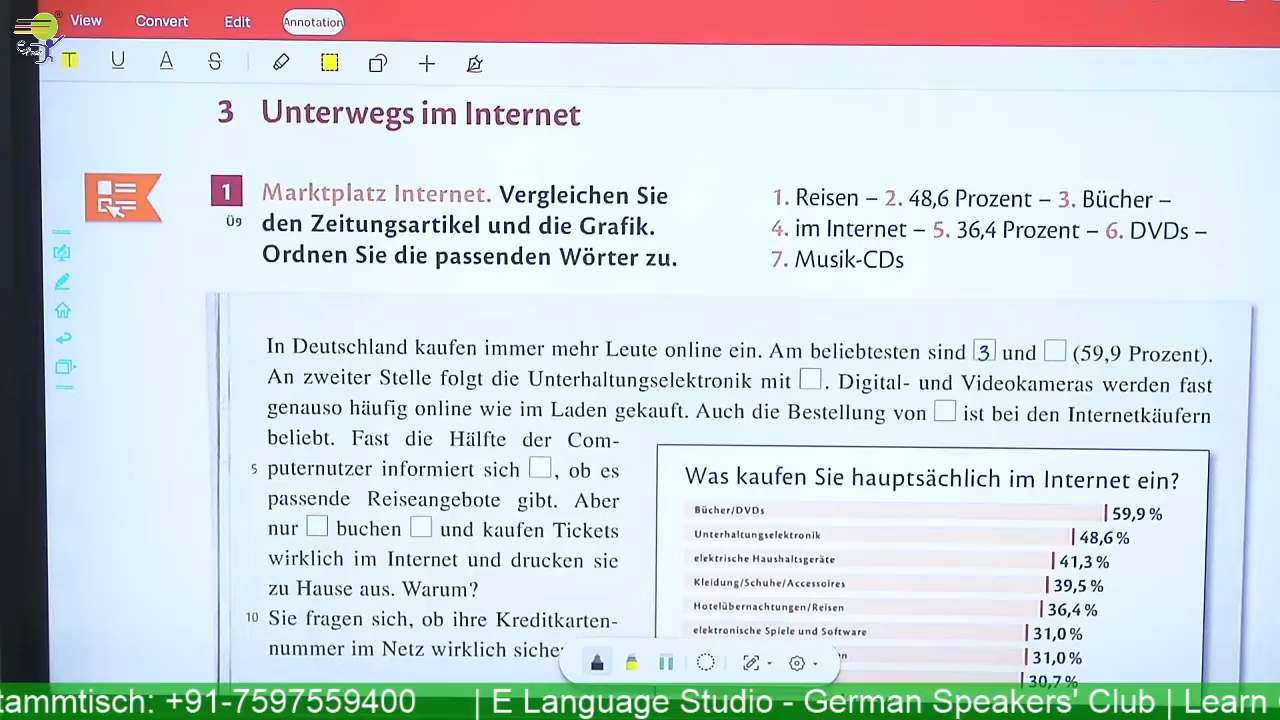 View Convert Edit Annotation
T U A S
3 Unterwegs im Internet
1 Marktplatz Internet. Vergleichen Sie
Ü9 den Zeitungsartikel und die Grafik.
Ordnen Sie die passenden Wörter zu.
1. Reisen – 2. 48,6 Prozent – 3. Bücher –
4. im Internet – 5. 36,4 Prozent – 6. DVDs –
7. Musik-CDs
In Deutschland kaufen immer mehr Leute online ein. Am beliebtesten sind 3 und (59,9 Prozent).
An zweiter Stelle folgt die Unterhaltungselektronik mit . Digital- und Videokameras werden fast
genauso häufig online wie im Laden gekauft. Auch die Bestellung von ist bei den Internetkäufern
beliebt. Fast die Hälfte der Com-
5 puternutzer informiert sich , ob es
passende Reiseangebote gibt. Aber
nur buchen und kaufen Tickets
wirklich im Internet und drucken sie
zu Hause aus. Warum?
10 Sie fragen sich, ob ihre Kreditkarten-
nummer im Netz wirklich siche
Was kaufen Sie hauptsächlich im Internet ein?
Bücher/DVDs 59,9 %
Unterhaltungselektronik 48,6 %
elektrische Haushaltsgeräte 41,3 %
Kleidung/Schuhe/Accessoires 39,5 %
Hotelübernachtungen/Reisen 36,4 %
elektronische Spiele und Software 31,0 %
31,0 %
30,7 %
tammtisch: +91-7597559400 | E Language Studio - German Speakers' Club | Learn